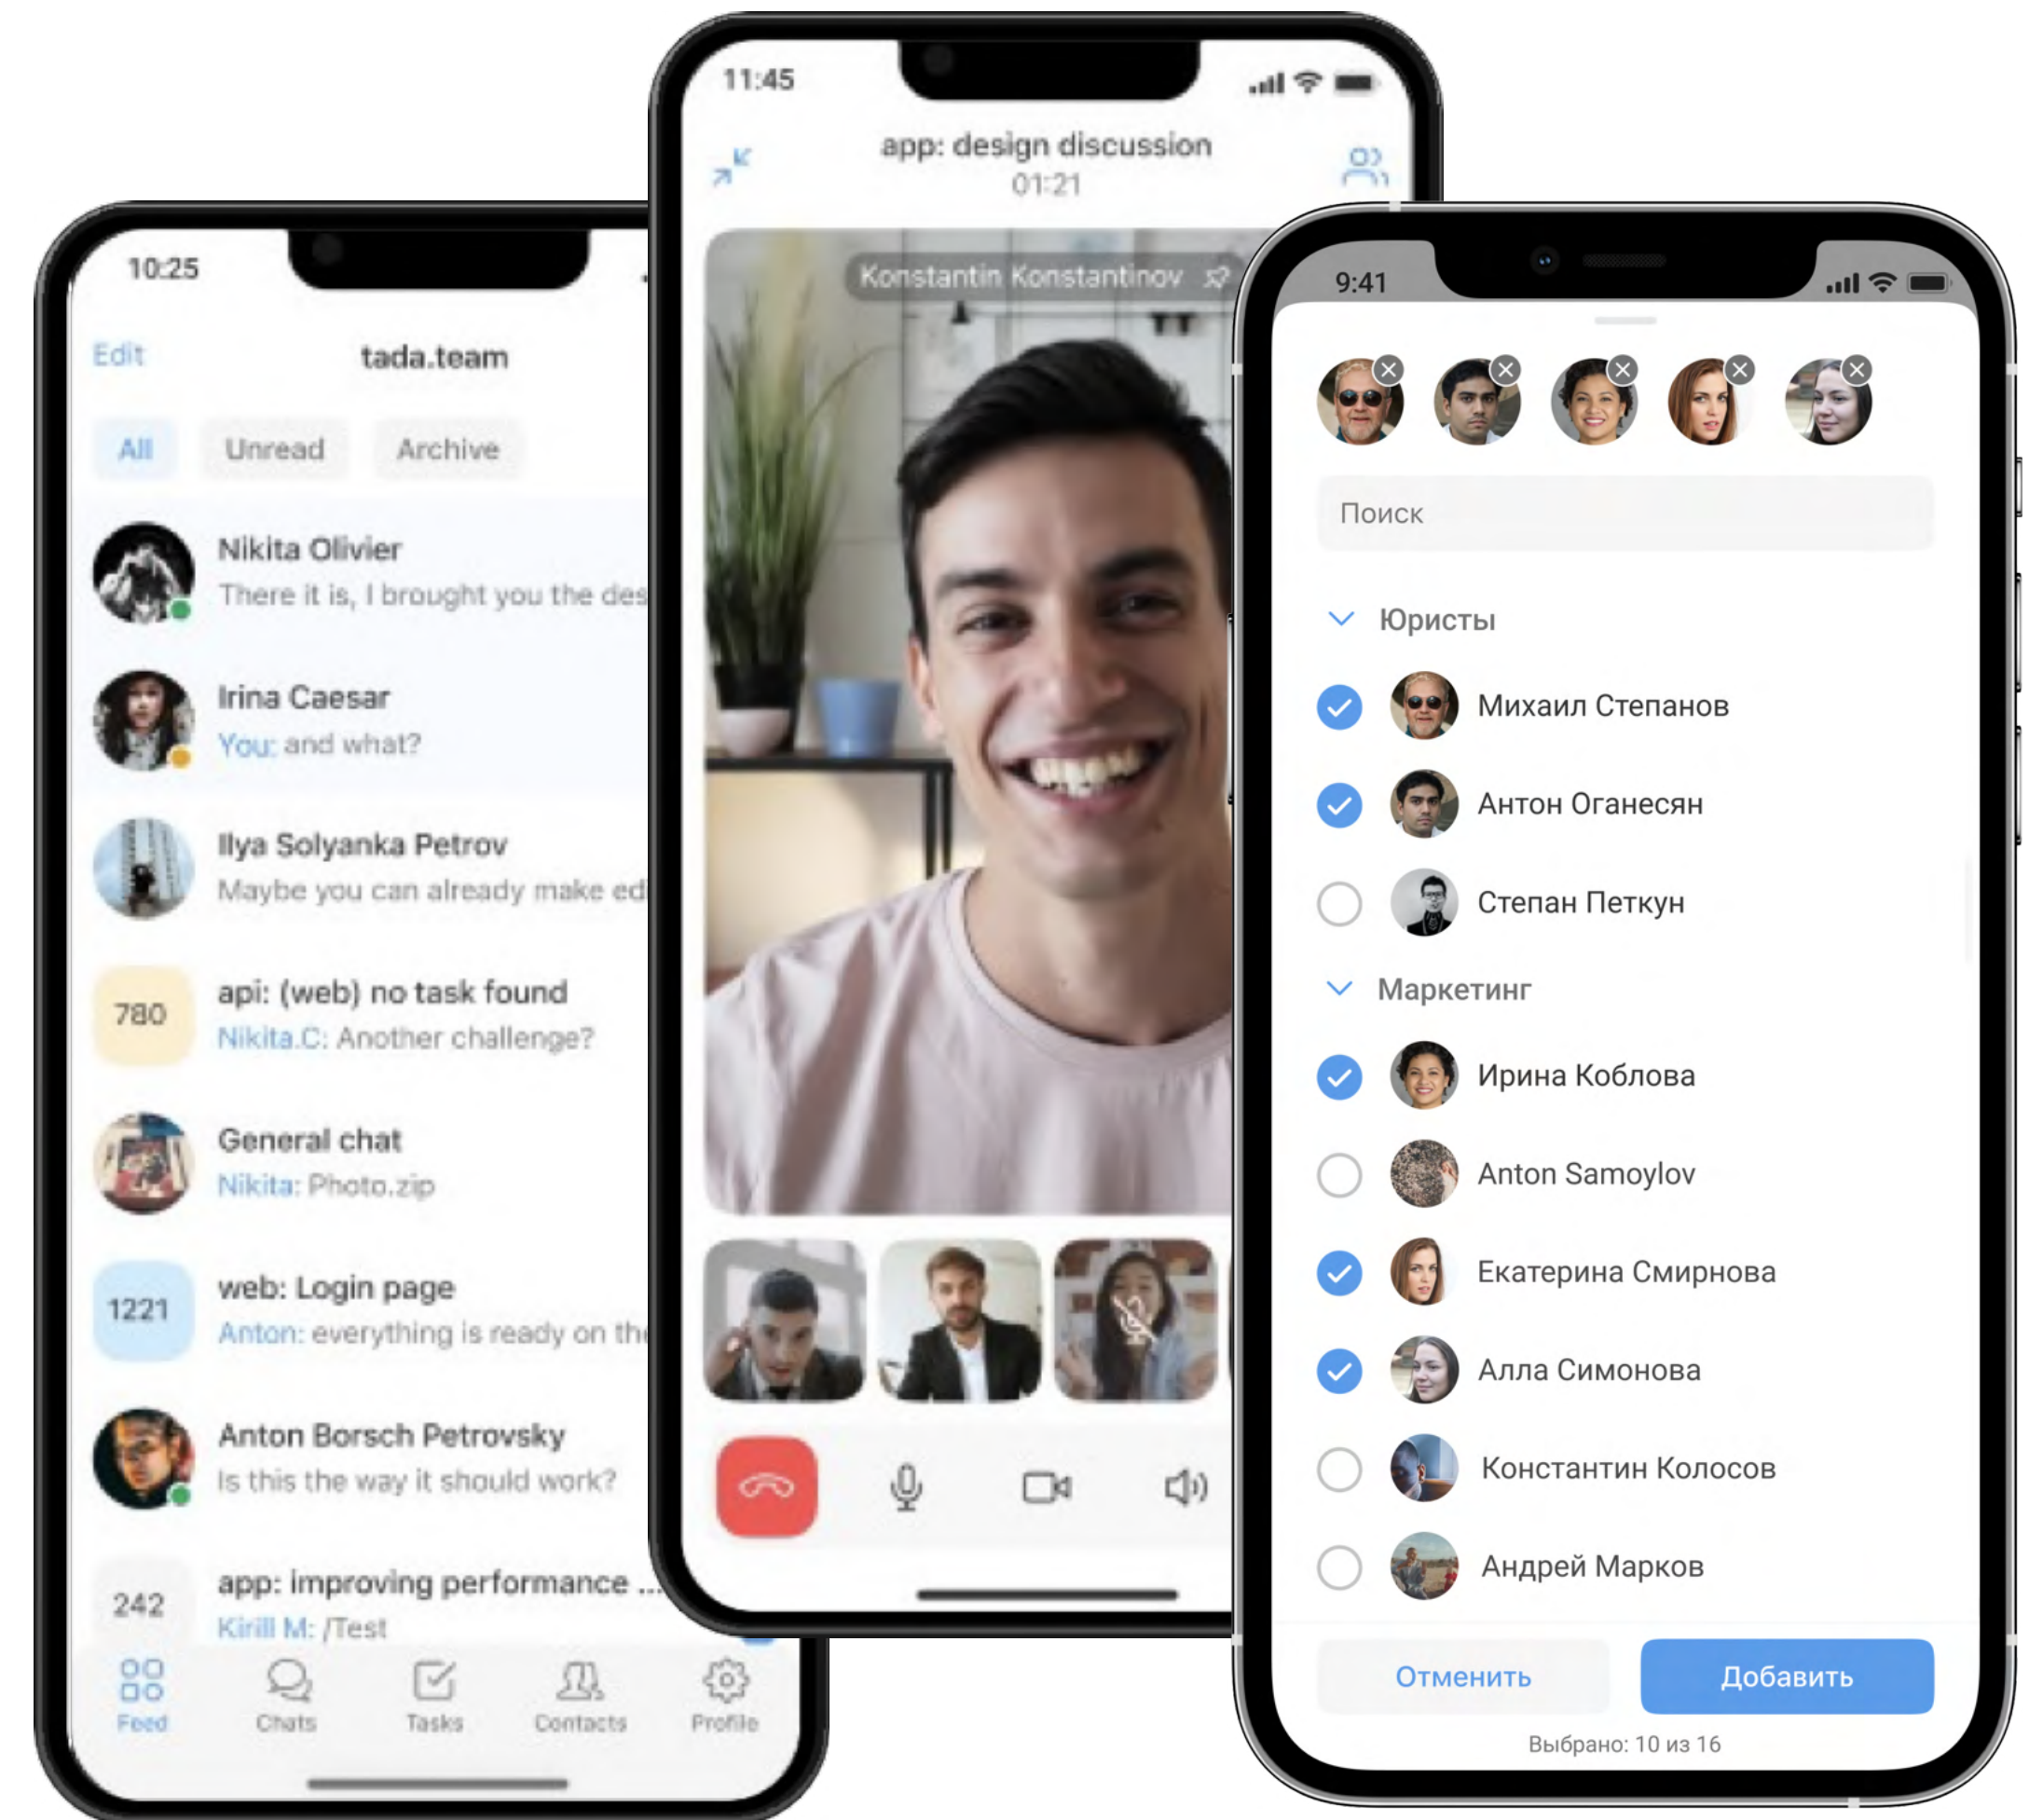 10:25
Edit
tada.team
All
Unread
Archive
Nikita Olivier
There it is, I brought you the des
Irina Caesar
You: and what?
Ilya Solyanka Petrov
Maybe you can already make edi
780
api: (web) no task found
Nikita.C: Another challenge?
General chat
Nikita: Photo.zip
1221
web: Login page
Anton: everything is ready on the
Anton Borsch Petrovsky
Is this the way it should work?
242
app: improving performance ...
Kirill M: /Test
Feed
Chats
Tasks
Contacts
Profile
11:45
app: design discussion
01:21
Konstantin Konstantinov
9:41
Поиск
Юристы
Михаил Степанов
Антон Оганесян
Степан Петкун
Маркетинг
Ирина Коблова
Anton Samoylov
Екатерина Смирнова
Алла Симонова
Константин Колосов
Андрей Марков
Отменить
Добавить
Выбрано: 10 из 16